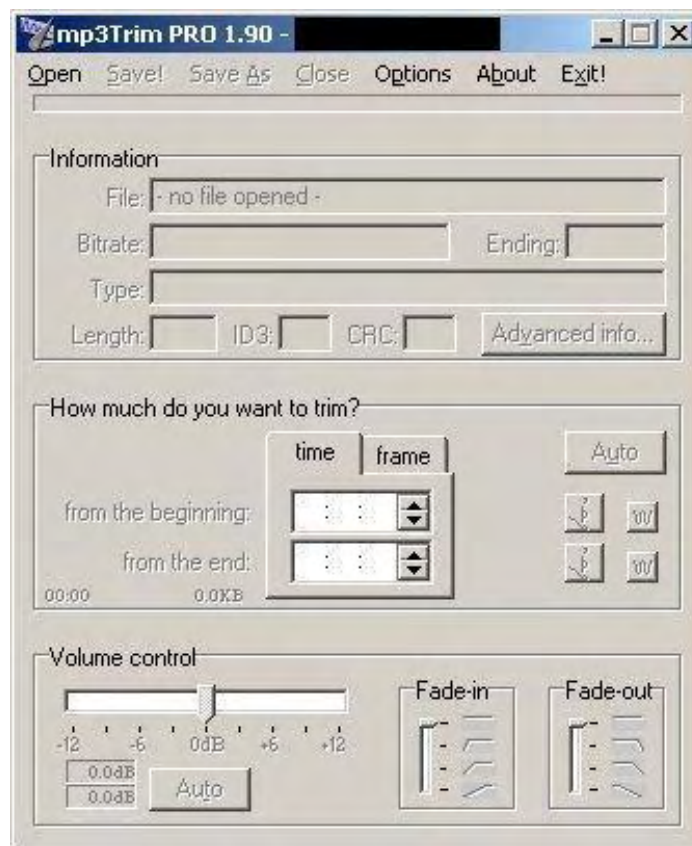 mp3Trim PRO 1.90 -
Open Save! Save As Close Options About Exit!
Information
File: - no file opened -
Bitrate: Ending:
Type:
Length: ID3: CRC: Advanced info...
How much do you want to trim?
time frame Auto
from the beginning:
from the end:
00:00 0.0KB
Volume control
Fade-in Fade-out
-12 -6 0dB +6 +12
0.0dB
0.0dB
Auto